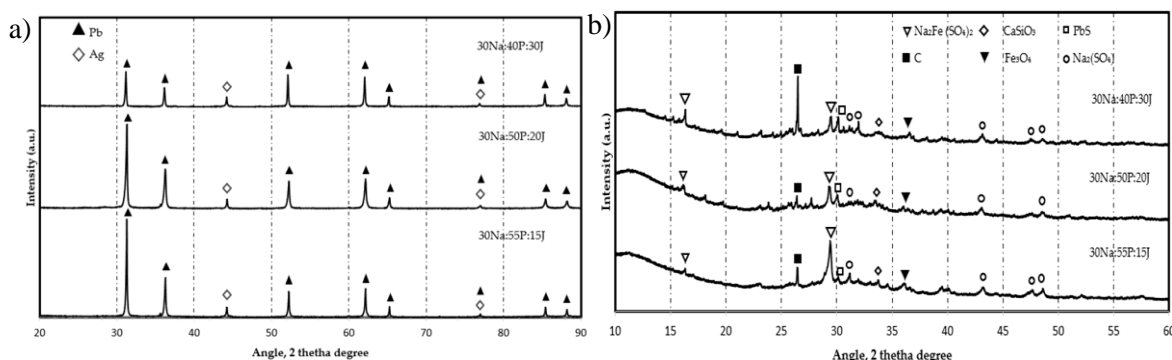 a)
▲ Pb
◇ Ag
30Na:40P:30J
30Na:50P:20J
30Na:55P:15J
Intensity (a.u.)
20 30 40 50 60 70 80 90
Angle, 2 thetha degree
b)
▽ Na₂Fe (SO₄)₂ ◇ CaSiO₃ □ PbS
■ C ▼ Fe₃O₄ ○ Na₂(SO₄)
30Na:40P:30J
30Na:50P:20J
30Na:55P:15J
Intensity (a.u.)
10 15 20 25 30 35 40 45 50 55 60
Angle, 2 thetha degree